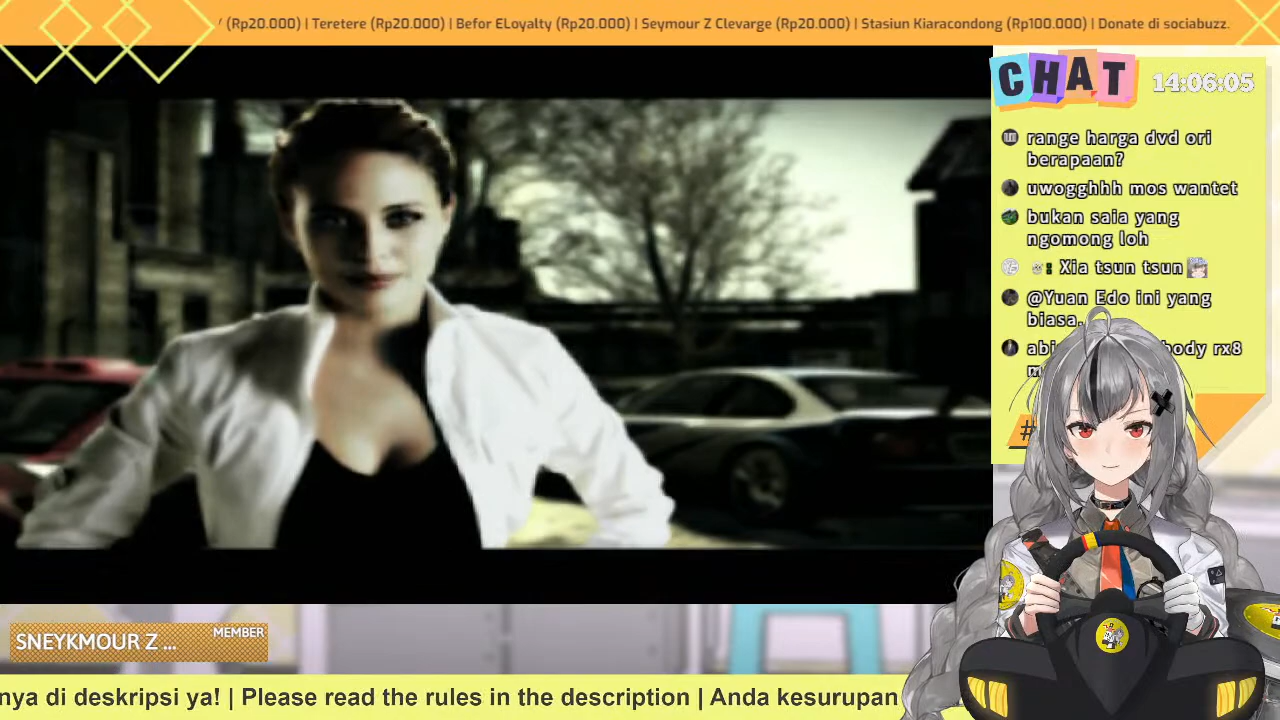 (Rp20.000) | Teretere (Rp20.000) | Befor ELoyalty (Rp20.000) | Seymour Z Clevarge (Rp20.000) | Stasiun Kiaracondong (Rp100.000) | Donate di sociabuzz.
CHAT 14:06:05
range harga dvd ori
berapaan?
uwogghhh mos wantet
bukan saia yang
ngomong loh
: Xia tsun tsun
@Yuan Edo ini yang
biasa.
body rx8
#
SNEYKMOUR Z ... MEMBER
nya di deskripsi ya! | Please read the rules in the description | Anda kesurupan